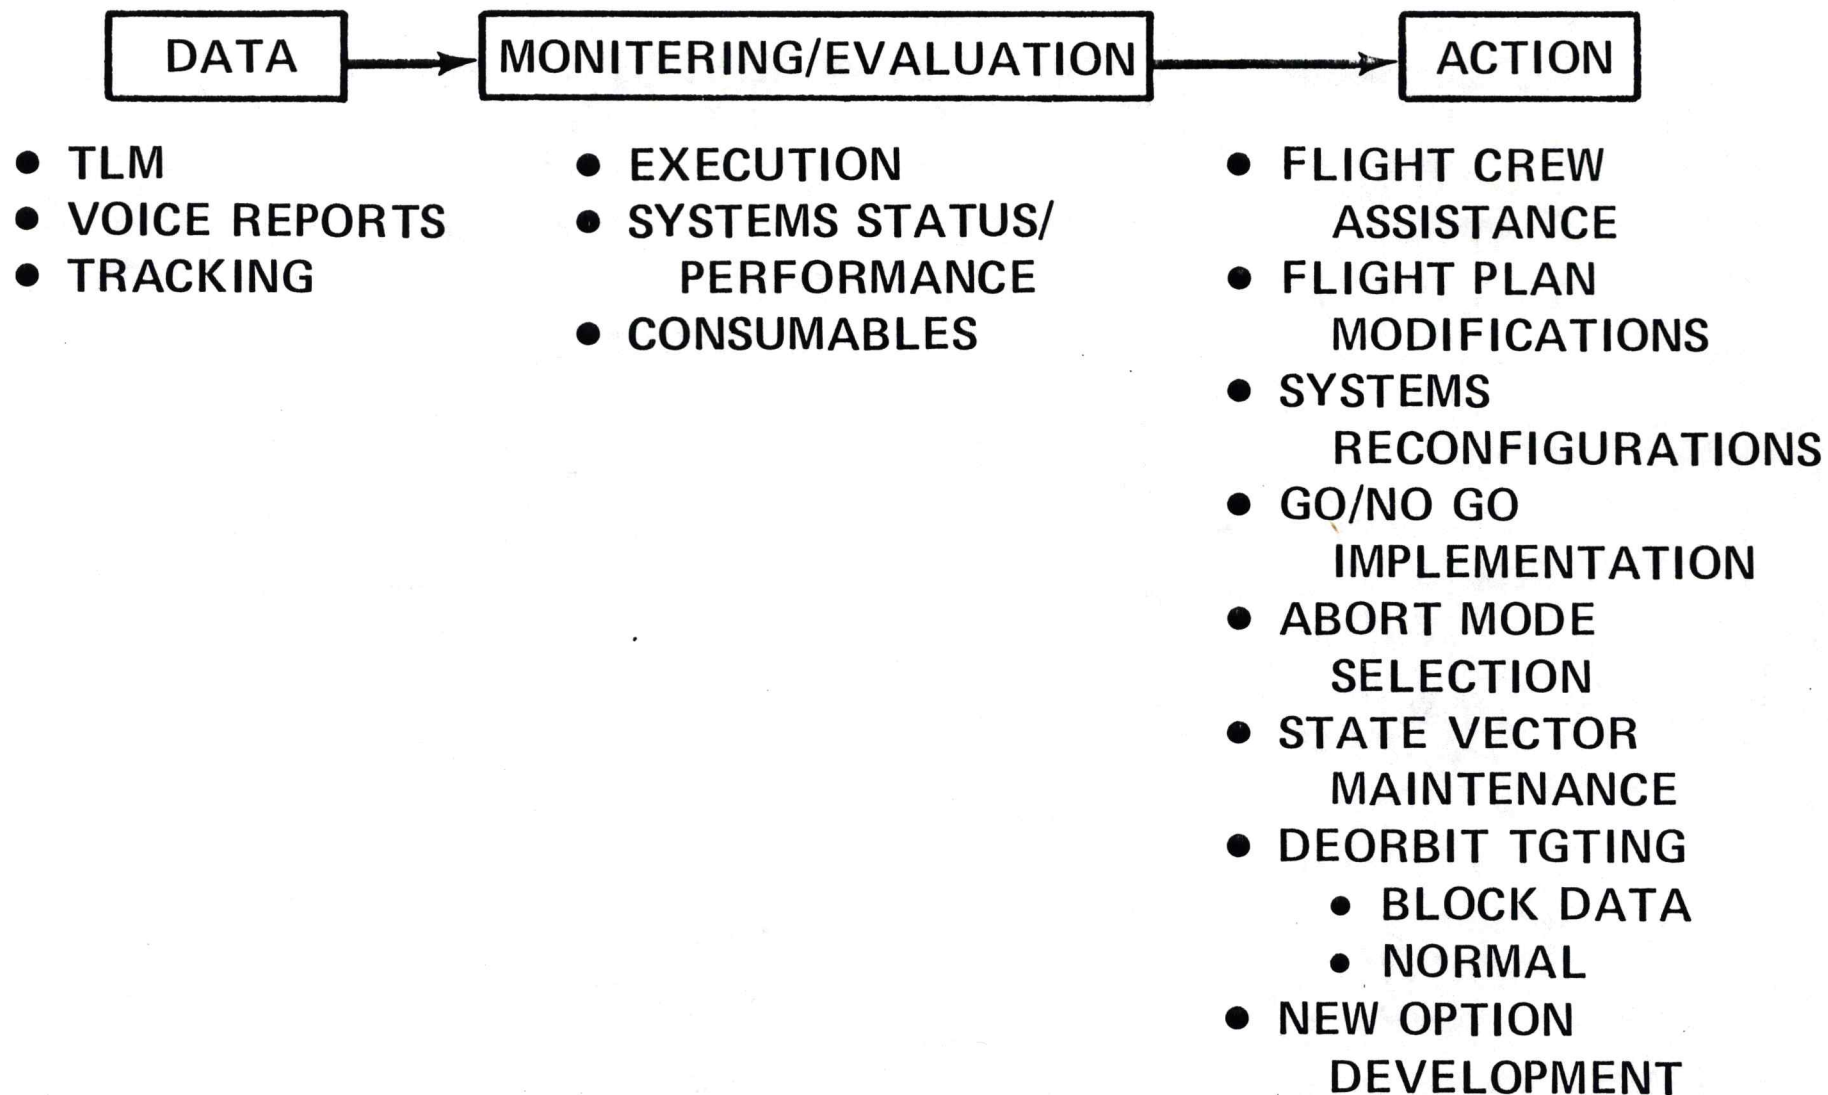 DATA
MONITERING/EVALUATION
ACTION
• TLM
• VOICE REPORTS
• TRACKING
• EXECUTION
• SYSTEMS STATUS/
PERFORMANCE
• CONSUMABLES
• FLIGHT CREW
ASSISTANCE
• FLIGHT PLAN
MODIFICATIONS
• SYSTEMS
RECONFIGURATIONS
• GO/NO GO
IMPLEMENTATION
• ABORT MODE
SELECTION
• STATE VECTOR
MAINTENANCE
• DEORBIT TGTING
• BLOCK DATA
• NORMAL
• NEW OPTION
DEVELOPMENT